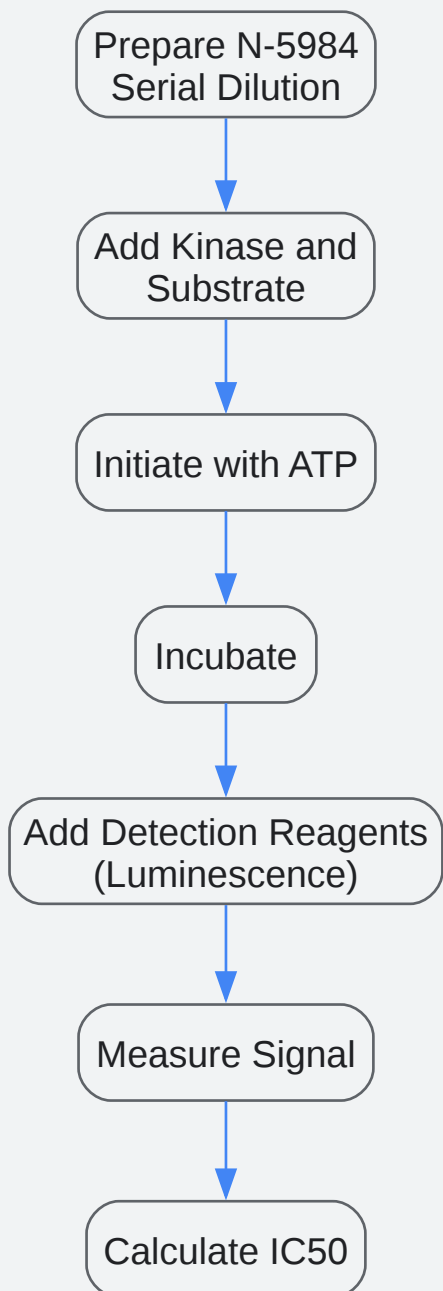 Prepare N-5984
Serial Dilution
Add Kinase and
Substrate
Initiate with ATP
Incubate
Add Detection Reagents
(Luminescence)
Measure Signal
Calculate IC50